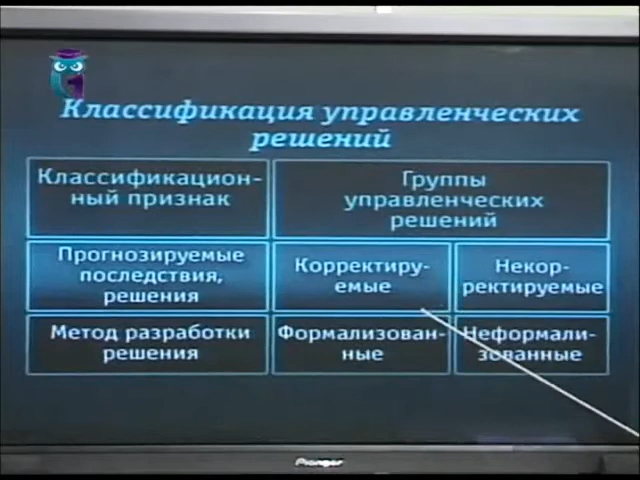 Классификация управленческих
решений
Классификацион-
ный признак
Группы
управленческих
решений
Прогнозируемые
последствия,
решения
Корректиру-
емые
Некор-
ректируемые
Метод разработки
решения
Формализован-
ные
Неформали-
зованные
Pioneer